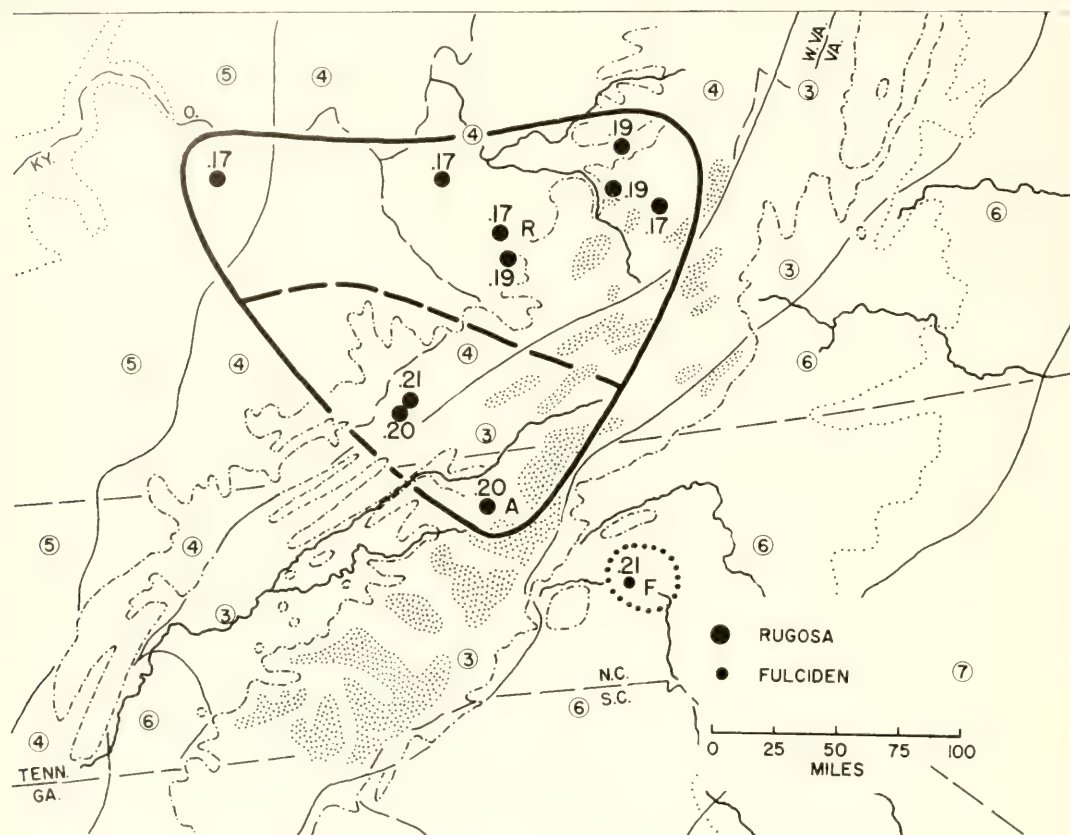 W. VA.
VA.
⑤
④
④
③
O.
KY.
④
.17
.17
.19
.19
.17
.17
R
.19
⑥
③
⑤
④
④
⑥
.21
.20
③
.20
A
⑤
④
⑥
.21
F
③
RUGOSA
③
FULCIDEN
⑦
N.C.
S.C.
⑥
⑥
④
0 25 50 75 100
MILES
TENN.
GA.